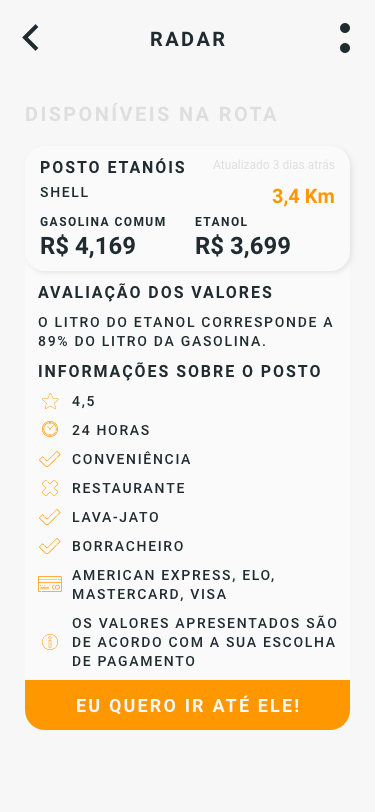 RADAR
DISPONÍVEIS NA ROTA
POSTO ETANÓIS
Atualizado 3 dias atrás
SHELL
3,4 Km
GASOLINA COMUM ETANOL
R$ 4,169 R$ 3,699
AVALIAÇÃO DOS VALORES
O LITRO DO ETANOL CORRESPONDE A
89% DO LITRO DA GASOLINA.
INFORMAÇÕES SOBRE O POSTO
4,5
24 HORAS
CONVENIÊNCIA
RESTAURANTE
LAVA-JATO
BORRACHEIRO
AMERICAN EXPRESS, ELO,
MASTERCARD, VISA
OS VALORES APRESENTADOS SÃO
DE ACORDO COM A SUA ESCOLHA
DE PAGAMENTO
EU QUERO IR ATÉ ELE!